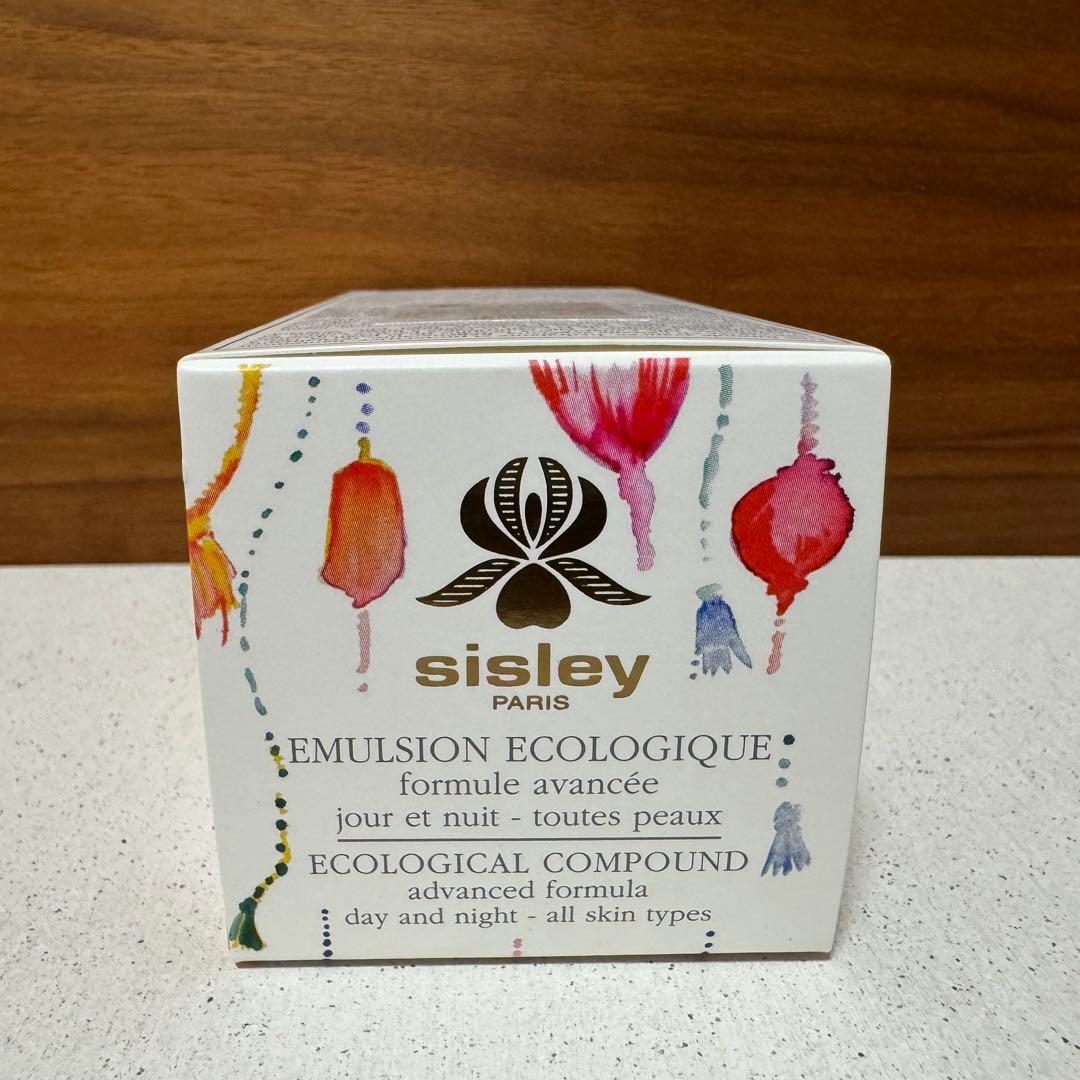 sisley
PARIS
EMULSION ECOLOGIQUE
formule avancée
jour et nuit - toutes peaux
ECOLOGICAL COMPOUND
advanced formula
day and night - all skin types